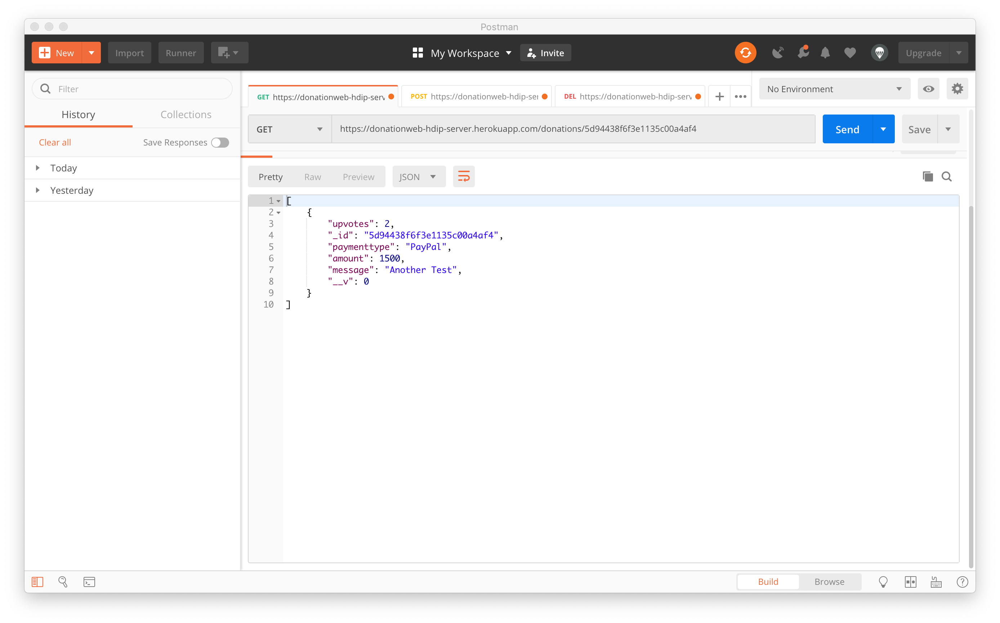 Postman
New
Import
Runner
My Workspace
Invite
Upgrade
Filter
History
Collections
Clear all
Save Responses
Today
Yesterday
GET https://donationweb-hdip-serv
POST https://donationweb-hdip-ser
DEL https://donationweb-hdip-serv
No Environment
GET
https://donationweb-hdip-server.herokuapp.com/donations/5d94438f6f3e1135c00a4af4
Send
Save
Pretty
Raw
Preview
JSON
1 [
2 {
3 "upvotes": 2,
4 "_id": "5d94438f6f3e1135c00a4af4",
5 "paymenttype": "PayPal",
6 "amount": 1500,
7 "message": "Another Test",
8 "__v": 0
9 }
10 ]
Build
Browse